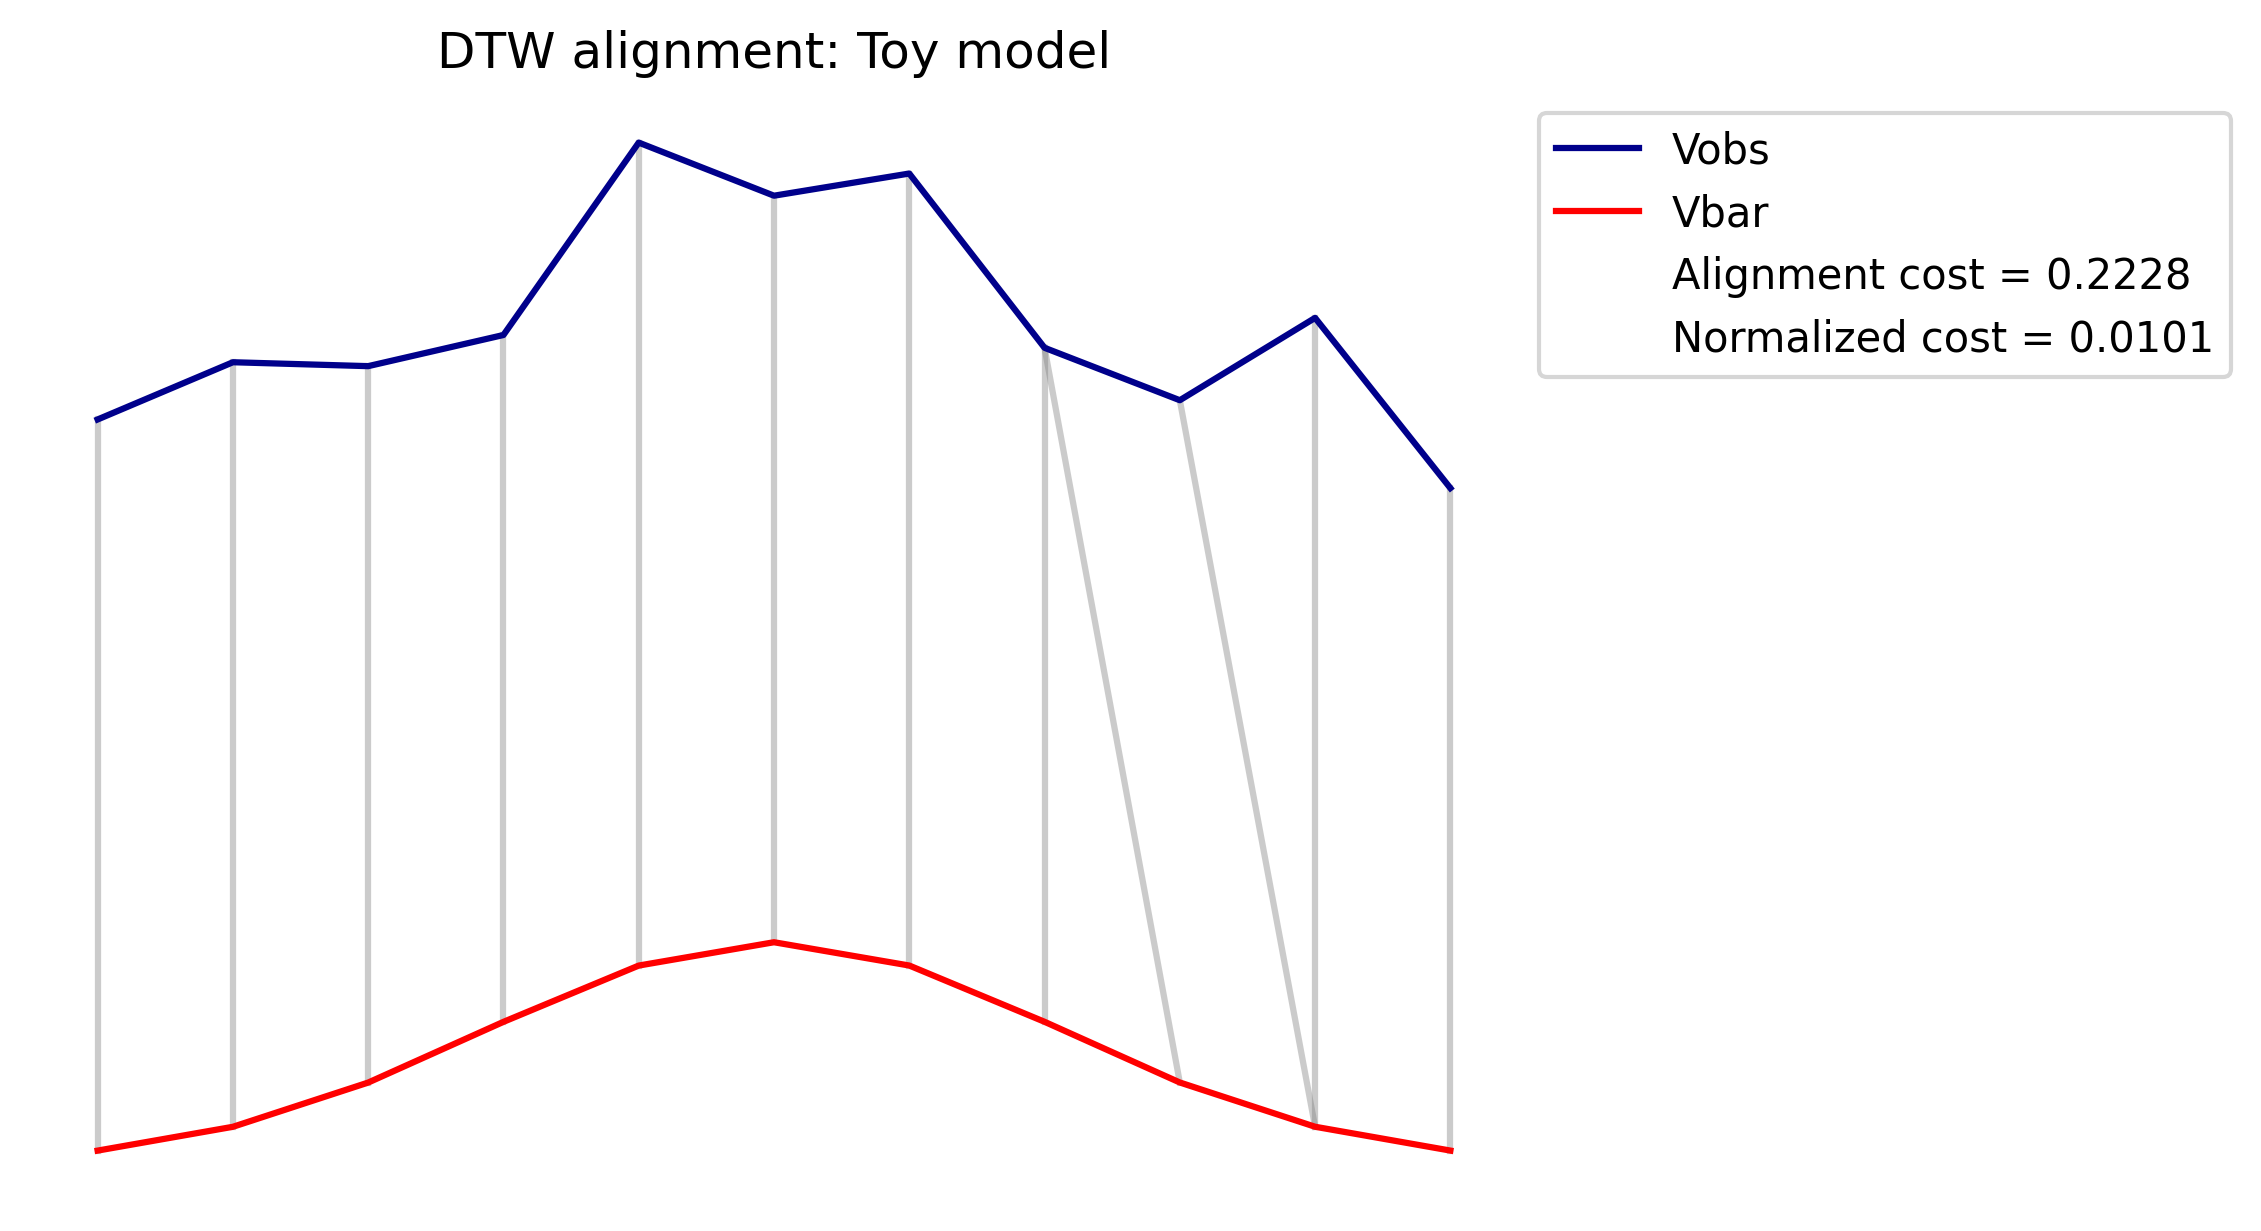 DTW alignment: Toy model
Vobs
Vbar
Alignment cost = 0.2228
Normalized cost = 0.0101